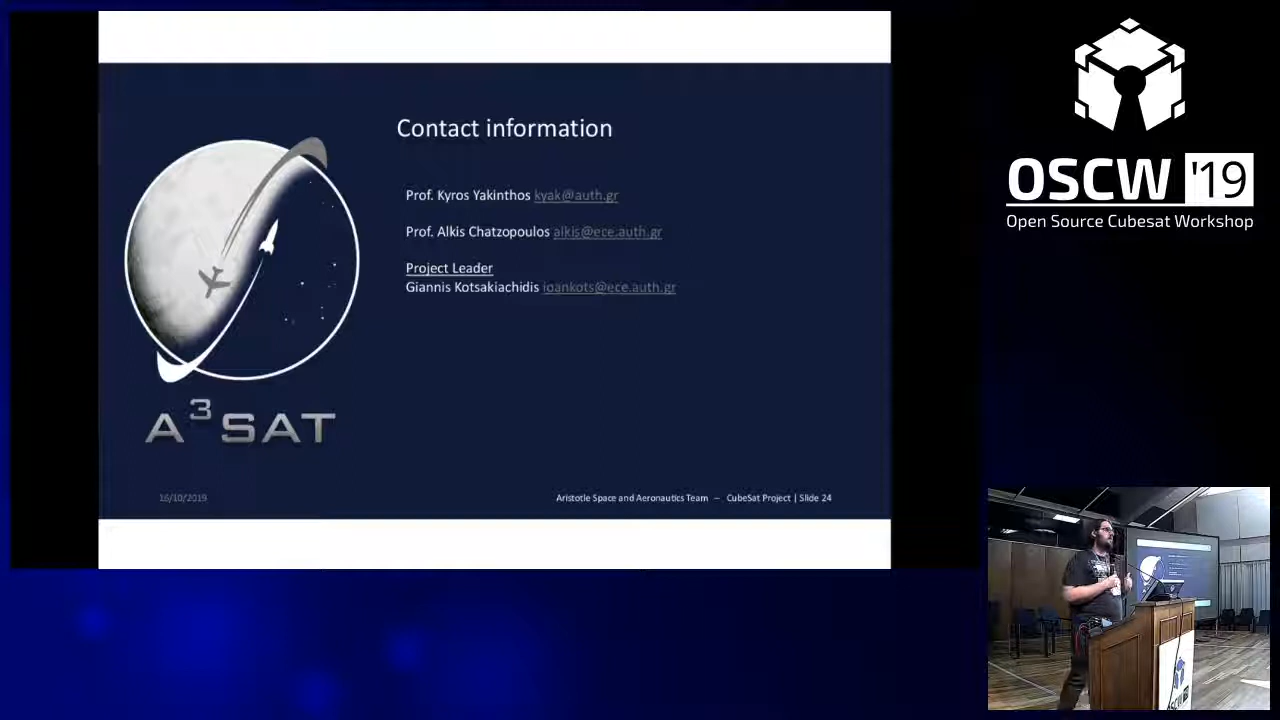 Contact information
Prof. Kyros Yakinthos kyak@auth.gr
Prof. Alkis Chatzopoulos alkis@ece.auth.gr
Project Leader
Giannis Kotsakiachidis ioankots@ece.auth.gr
A³SAT
16/10/2019
Aristotle Space and Aeronautics Team – CubeSat Project | Slide 24
OSCW '19
Open Source Cubesat Workshop